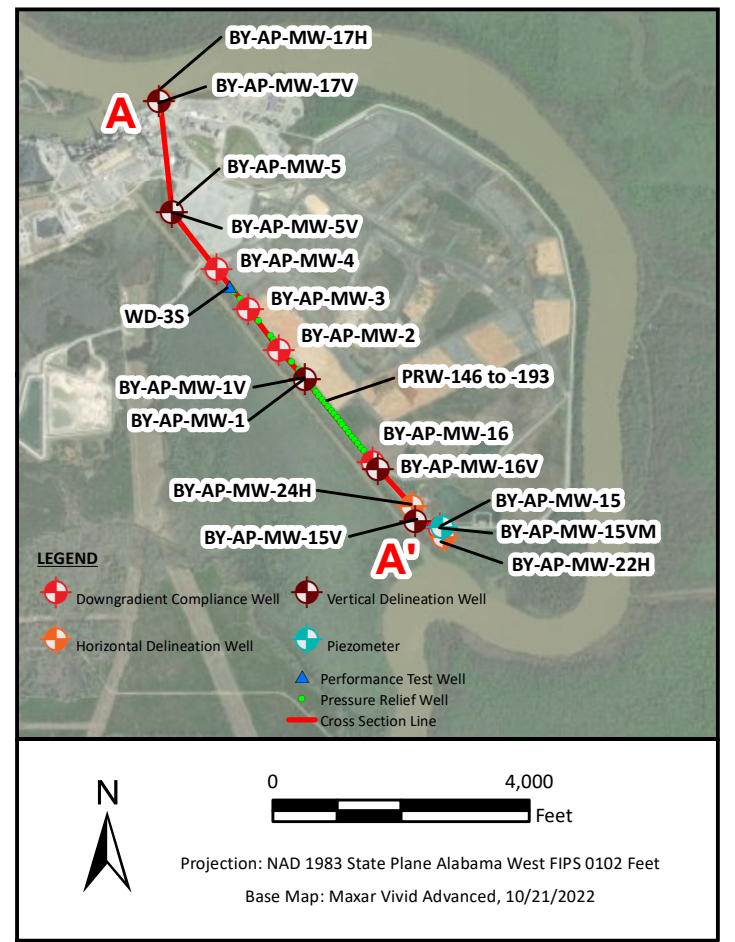 BY-AP-MW-17H
BY-AP-MW-17V
A
BY-AP-MW-5
BY-AP-MW-5V
BY-AP-MW-4
BY-AP-MW-3
WD-3S
BY-AP-MW-2
PRW-146 to -193
BY-AP-MW-1V
BY-AP-MW-1
BY-AP-MW-16
BY-AP-MW-16V
BY-AP-MW-24H
BY-AP-MW-15
BY-AP-MW-15VM
BY-AP-MW-15V
A'
BY-AP-MW-22H
LEGEND
Downgradient Compliance Well
Vertical Delineation Well
Horizontal Delineation Well
Piezometer
Performance Test Well
Pressure Relief Well
Cross Section Line
N
0 4,000
Feet
Projection: NAD 1983 State Plane Alabama West FIPS 0102 Feet
Base Map: Maxar Vivid Advanced, 10/21/2022